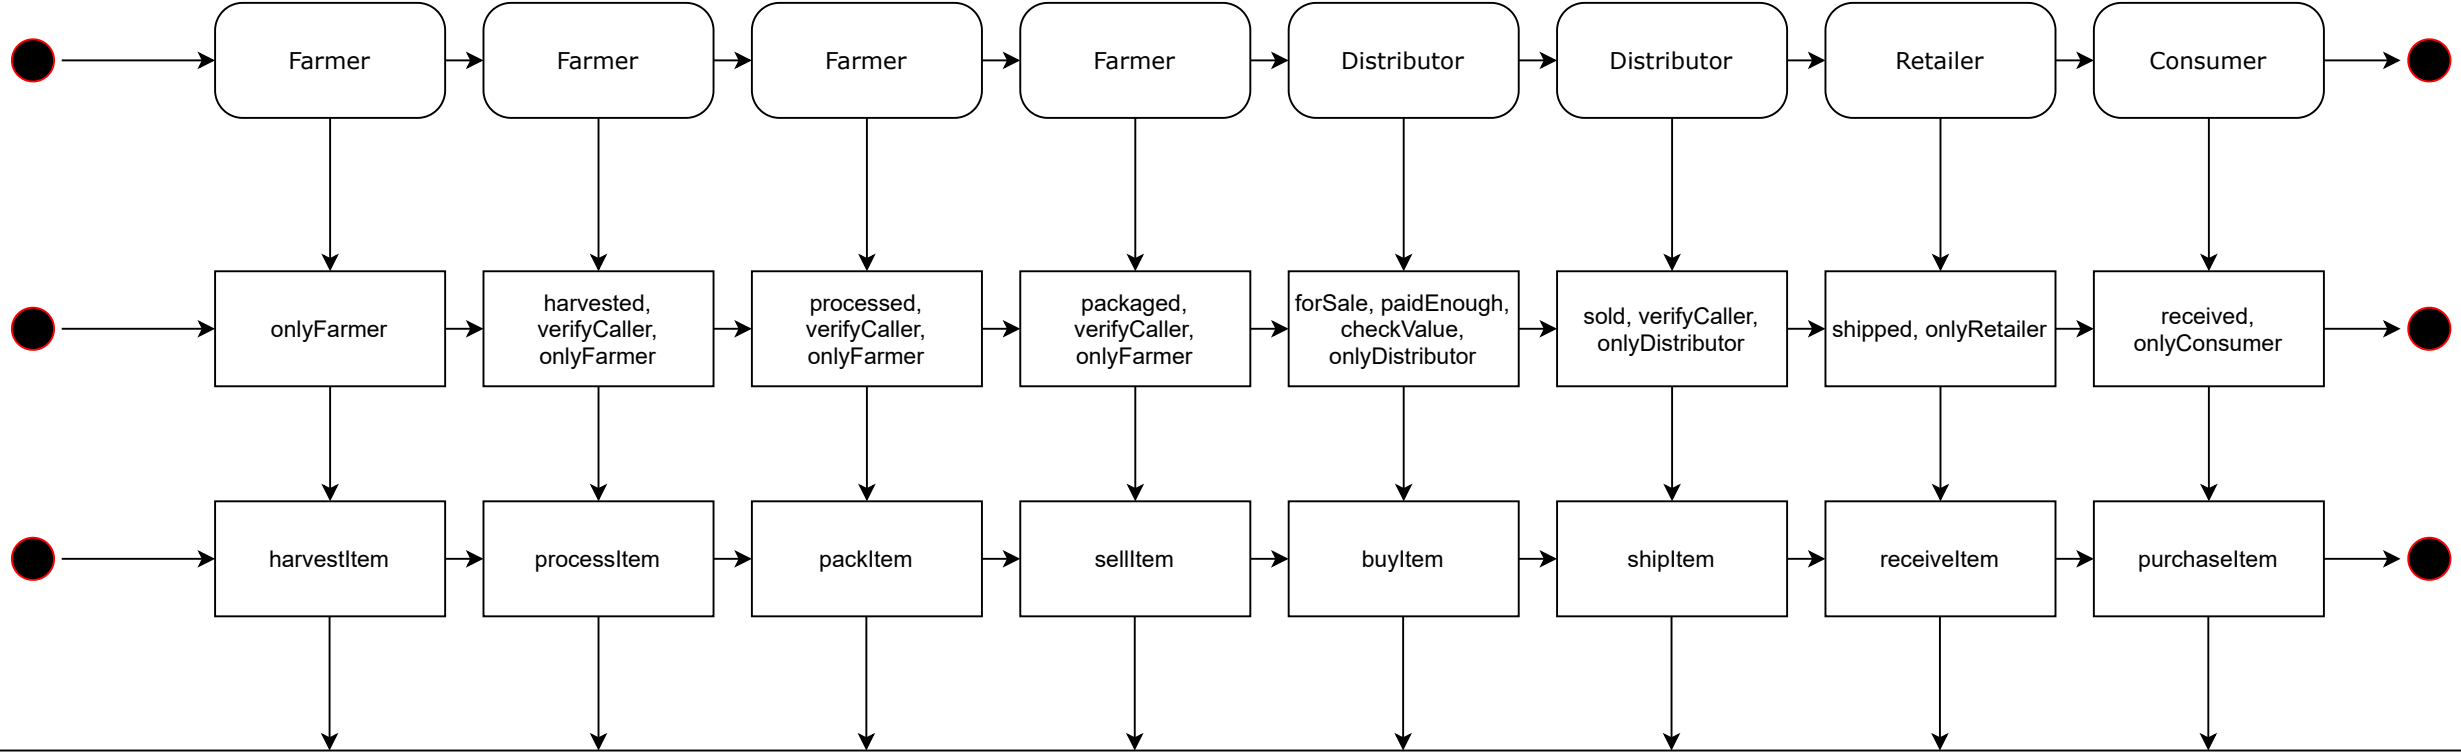 Farmer
Farmer
Farmer
Farmer
Distributor
Distributor
Retailer
Consumer
onlyFarmer
harvested,
verifyCaller,
onlyFarmer
processed,
verifyCaller,
onlyFarmer
packaged,
verifyCaller,
onlyFarmer
forSale, paidEnough,
checkValue,
onlyDistributor
sold, verifyCaller,
onlyDistributor
shipped, onlyRetailer
received,
onlyConsumer
harvestItem
processItem
packItem
sellItem
buyItem
shipItem
receiveItem
purchaseItem